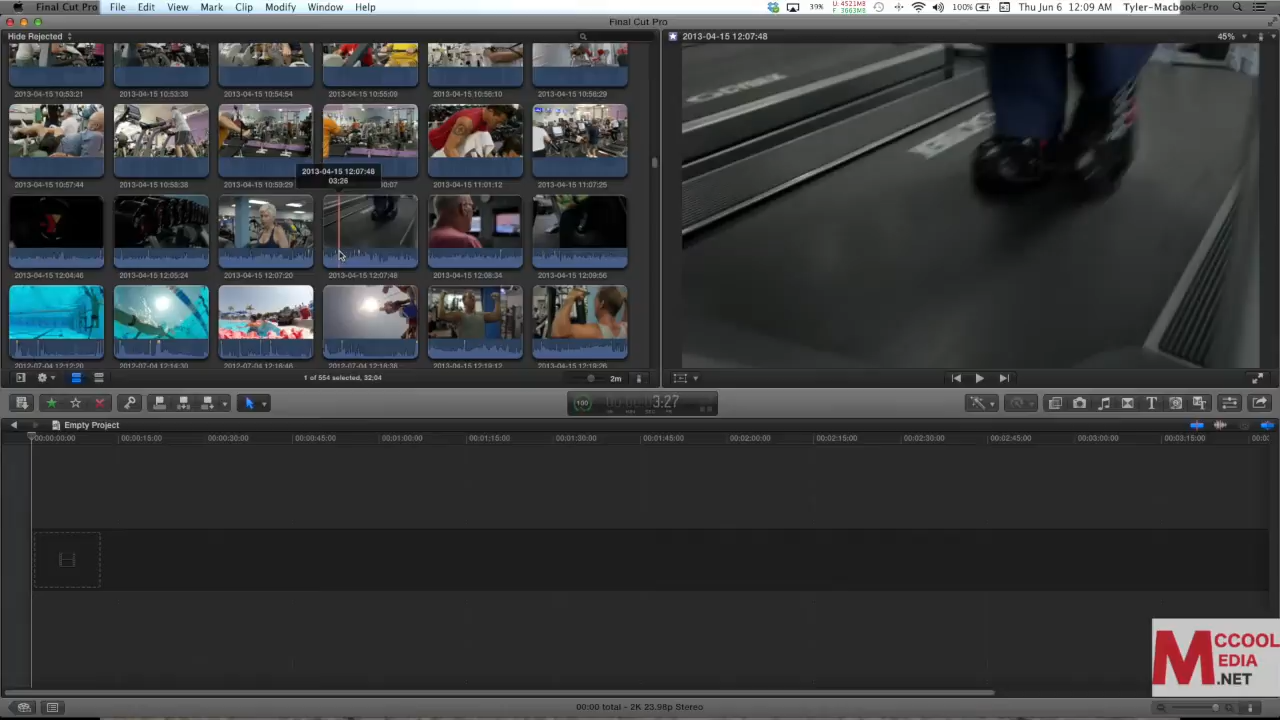 Final Cut Pro File Edit View Mark Clip Modify Window Help 39% 100% Thu Jun 6 12:09 AM Tyler-Macbook-Pro
Final Cut Pro
Hide Rejected
2013-04-15 12:07:48 45%
2013-04-15 10:53:21 2013-04-15 10:53:38 2013-04-15 10:54:54 2013-04-15 10:55:09 2013-04-15 10:56:10 2013-04-15 10:56:29
2013-04-15 12:07:48
03:26
2013-04-15 10:57:44 2013-04-15 10:58:38 2013-04-15 10:59:29 2013-04-15 11:01:12 2013-04-15 11:07:25
2013-04-15 12:04:46 2013-04-15 12:05:24 2013-04-15 12:07:20 2013-04-15 12:07:48 2013-04-15 12:08:34 2013-04-15 12:09:56
1 of 554 selected, 32:04 2m
100 3:27
Empty Project
00:00:00:00 00:00:15:00 00:00:30:00 00:00:45:00 00:01:00:00 00:01:15:00 00:01:30:00 00:01:45:00 00:02:00:00 00:02:15:00 00:02:30:00 00:02:45:00 00:03:00:00 00:03:15:00
MCCOOL
MEDIA
.NET
00:00 total - 2K 23.98p Stereo